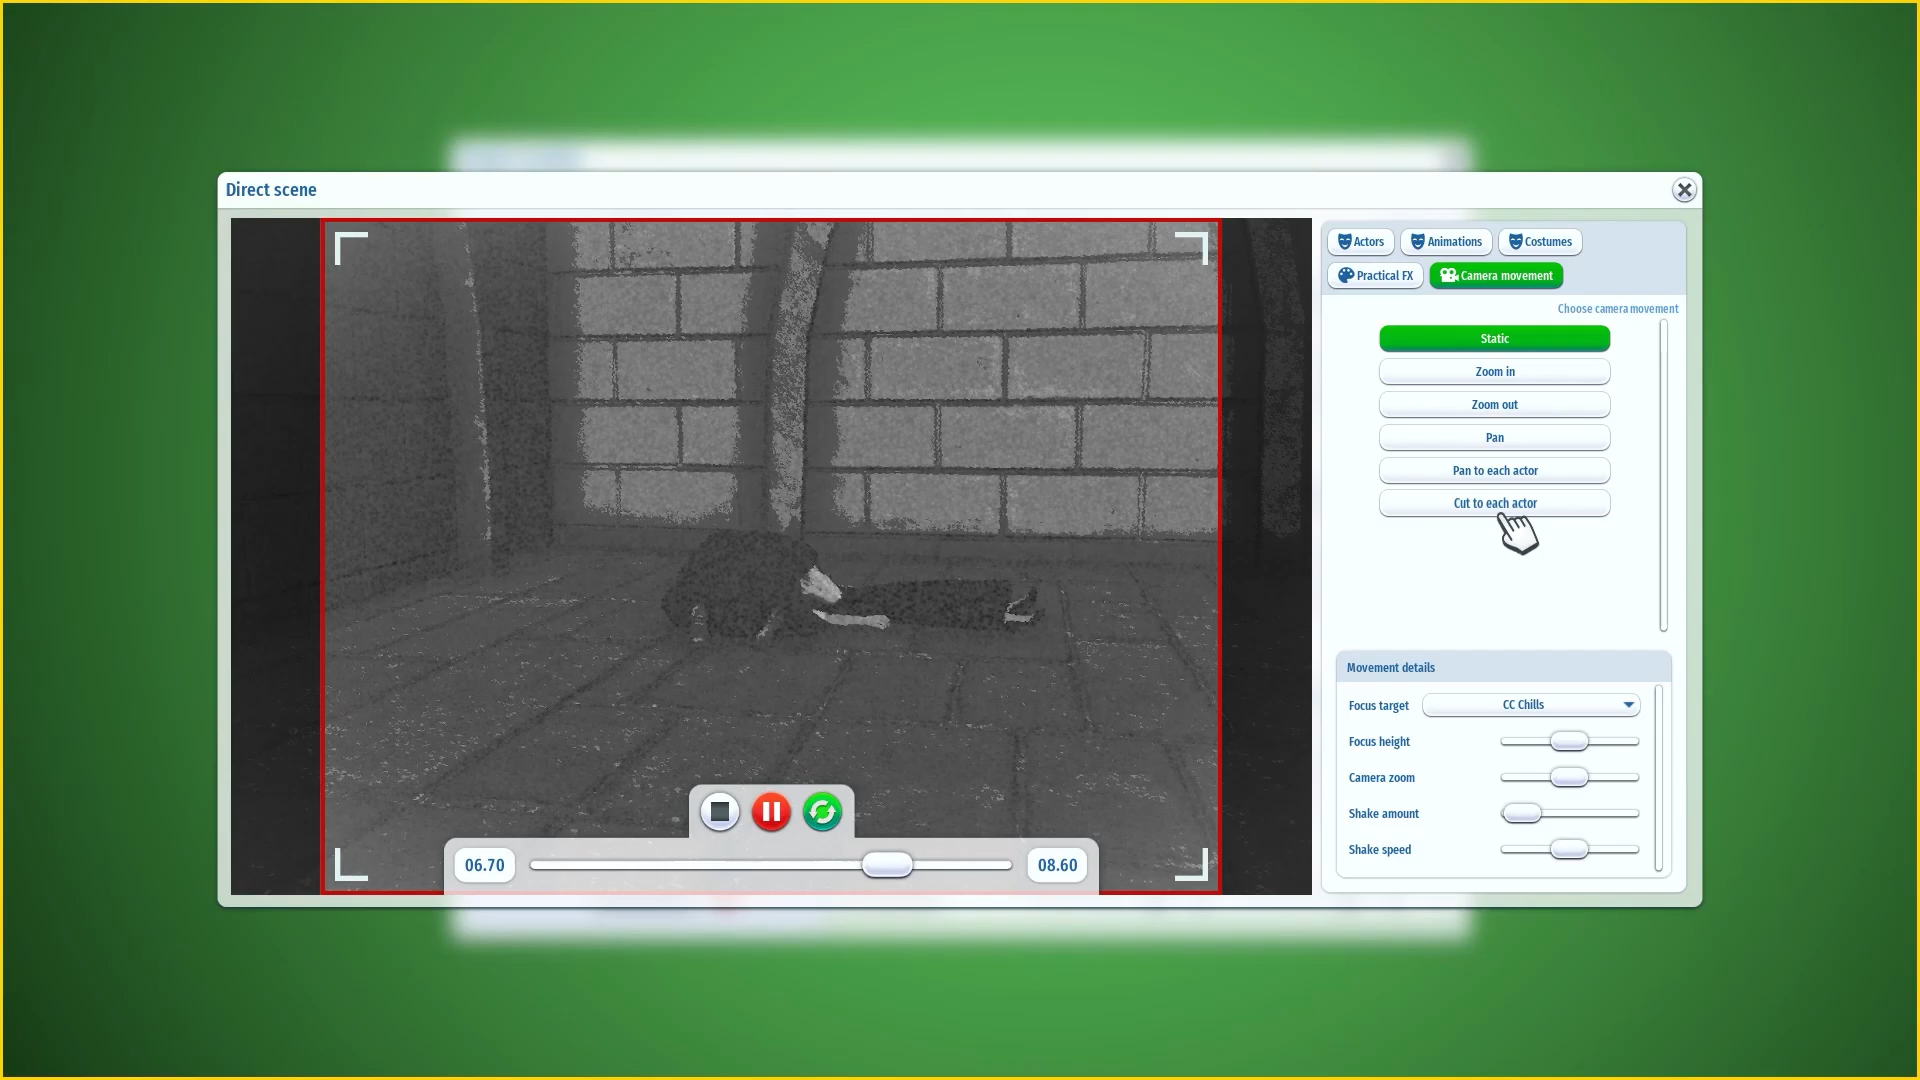 Direct scene
Actors
Animations
Costumes
Practical FX
Camera movement
Choose camera movement
Static
Zoom in
Zoom out
Pan
Pan to each actor
Cut to each actor
Movement details
Focus target
CC Chills
Focus height
Camera zoom
Shake amount
Shake speed
06.70
08.60